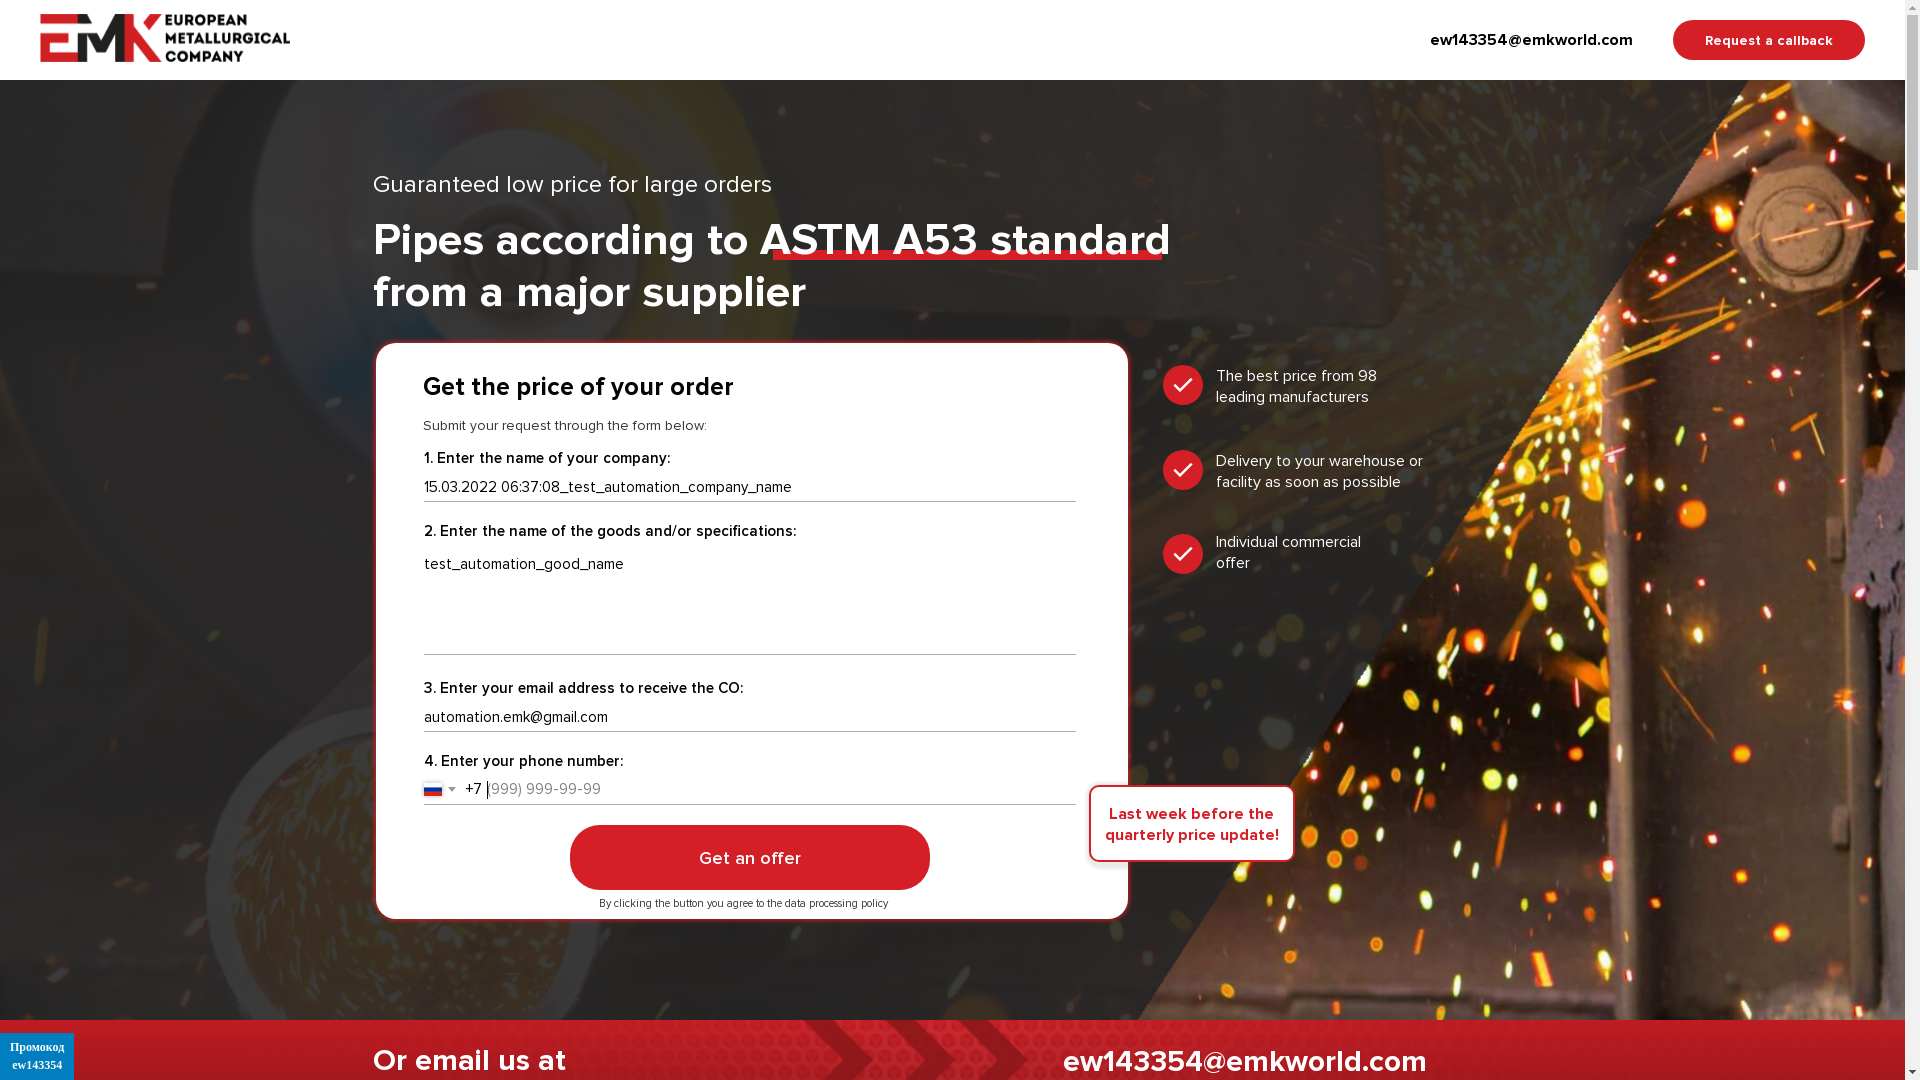 EMK EUROPEAN
METALLURGICAL
COMPANY
ew143354@emkworld.com
Request a callback
Guaranteed low price for large orders
Pipes according to ASTM A53 standard
from a major supplier
Get the price of your order
Submit your request through the form below:
1. Enter the name of your company:
15.03.2022 06:37:08_test_automation_company_name
2. Enter the name of the goods and/or specifications:
test_automation_good_name
3. Enter your email address to receive the CO:
automation.emk@gmail.com
4. Enter your phone number:
+7 (999) 999-99-99
Get an offer
By clicking the button you agree to the data processing policy
The best price from 98
leading manufacturers
Delivery to your warehouse or
facility as soon as possible
Individual commercial
offer
Last week before the
quarterly price update!
Or email us at
ew143354@emkworld.com
Промокод
ew143354